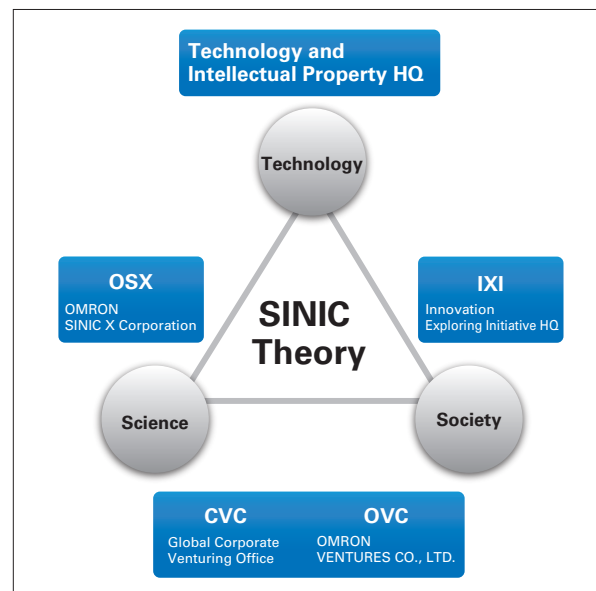 Technology and
Intellectual Property HQ
Technology
OSX
OMRON
SINIC X Corporation
IXI
Innovation
Exploring Initiative HQ
SINIC
Theory
Science
Society
CVC
Global Corporate
Venturing Office
OVC
OMRON
VENTURES CO., LTD.